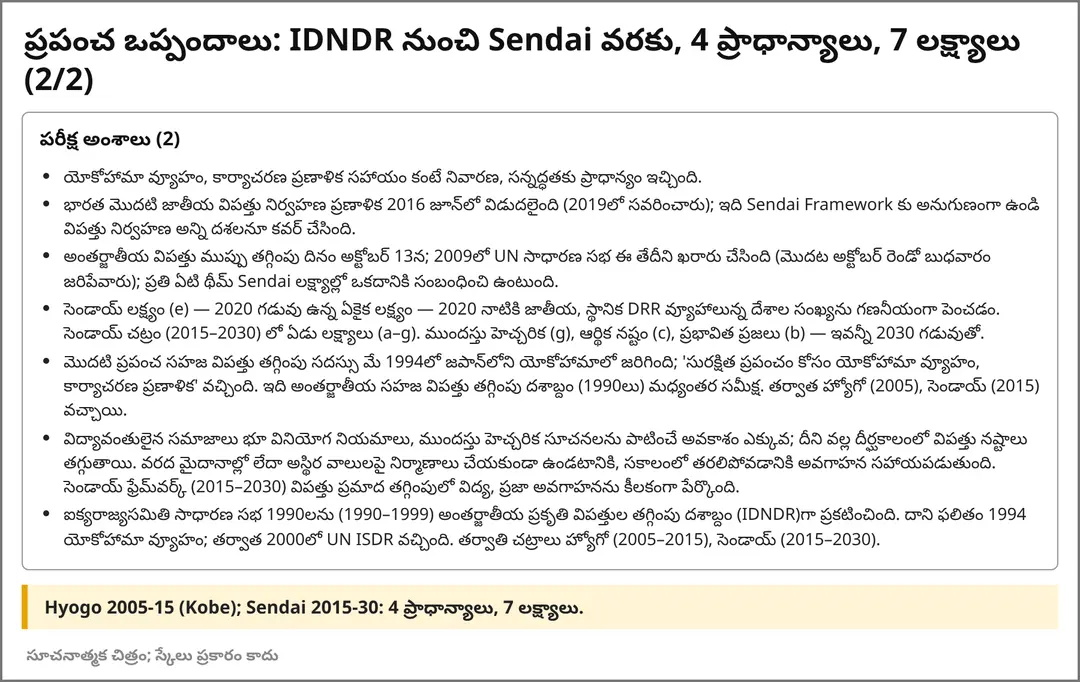 ప్రపంచ ఒప్పందాలు: IDNDR నుంచి Sendai వరకు, 4 ప్రాధాన్యాలు, 7 లక్ష్యాలు
(2/2)
పరీక్ష అంశాలు (2)
• యోకోహామా వ్యూహం, కార్యాచరణ ప్రణాళిక సహాయం కంటే నివారణ, సన్నద్ధతకు ప్రాధాన్యం ఇచ్చింది.
• భారత మొదటి జాతీయ విపత్తు నిర్వహణ ప్రణాళిక 2016 జూన్‌లో విడుదలైంది (2019లో సవరించారు); ఇది Sendai Framework కు అనుగుణంగా ఉండి
విపత్తు నిర్వహణ అన్ని దశలనూ కవర్ చేసింది.
• అంతర్జాతీయ విపత్తు ముప్పు తగ్గింపు దినం అక్టోబర్ 13న; 2009లో UN సాధారణ సభ ఈ తేదీని ఖరారు చేసింది (మొదట అక్టోబర్ రెండో బుధవారం
జరిపేవారు); ప్రతి ఏటి థీమ్ Sendai లక్ష్యాల్లో ఒకదానికి సంబంధించి ఉంటుంది.
• సెండాయ్ లక్ష్యం (e) — 2020 గడువు ఉన్న ఏకైక లక్ష్యం — 2020 నాటికి జాతీయ, స్థానిక DRR వ్యూహాలున్న దేశాల సంఖ్యను గణనీయంగా పెంచడం.
సెండాయ్ చట్రం (2015–2030) లో ఏడు లక్ష్యాలు (a–g). ముందస్తు హెచ్చరిక (g), ఆర్థిక నష్టం (c), ప్రభావిత ప్రజలు (b) — ఇవన్నీ 2030 గడువుతో.
• మొదటి ప్రపంచ సహజ విపత్తు తగ్గింపు సదస్సు మే 1994లో జపాన్‌లోని యోకోహామాలో జరిగింది; 'సురక్షిత ప్రపంచం కోసం యోకోహామా వ్యూహం,
కార్యాచరణ ప్రణాళిక' వచ్చింది. ఇది అంతర్జాతీయ సహజ విపత్తు తగ్గింపు దశాబ్దం (1990లు) మధ్యంతర సమీక్ష. తర్వాత హ్యోగో (2005), సెండాయ్ (2015)
వచ్చాయి.
• విద్యావంతులైన సమాజాలు భూ వినియోగ నియమాలు, ముందస్తు హెచ్చరిక సూచనలను పాటించే అవకాశం ఎక్కువ; దీని వల్ల దీర్ఘకాలంలో విపత్తు నష్టాలు
తగ్గుతాయి. వరద మైదానాల్లో లేదా అస్థిర వాలులపై నిర్మాణాలు చేయకుండా ఉండటానికి, సకాలంలో తరలిపోవడానికి అవగాహన సహాయపడుతుంది.
సెండాయ్ ఫ్రేమ్‌వర్క్ (2015–2030) విపత్తు ప్రమాద తగ్గింపులో విద్య, ప్రజా అవగాహనను కీలకంగా పేర్కొంది.
• ఐక్యరాజ్యసమితి సాధారణ సభ 1990లను (1990–1999) అంతర్జాతీయ ప్రకృతి విపత్తుల తగ్గింపు దశాబ్దం (IDNDR)గా ప్రకటించింది. దాని ఫలితం 1994
యోకోహామా వ్యూహం; తర్వాత 2000లో UN ISDR వచ్చింది. తర్వాతి చట్రాలు హ్యోగో (2005–2015), సెండాయ్ (2015–2030).
Hyogo 2005-15 (Kobe); Sendai 2015-30: 4 ప్రాధాన్యాలు, 7 లక్ష్యాలు.
సూచనాత్మక చిత్రం; స్కేలు ప్రకారం కాదు